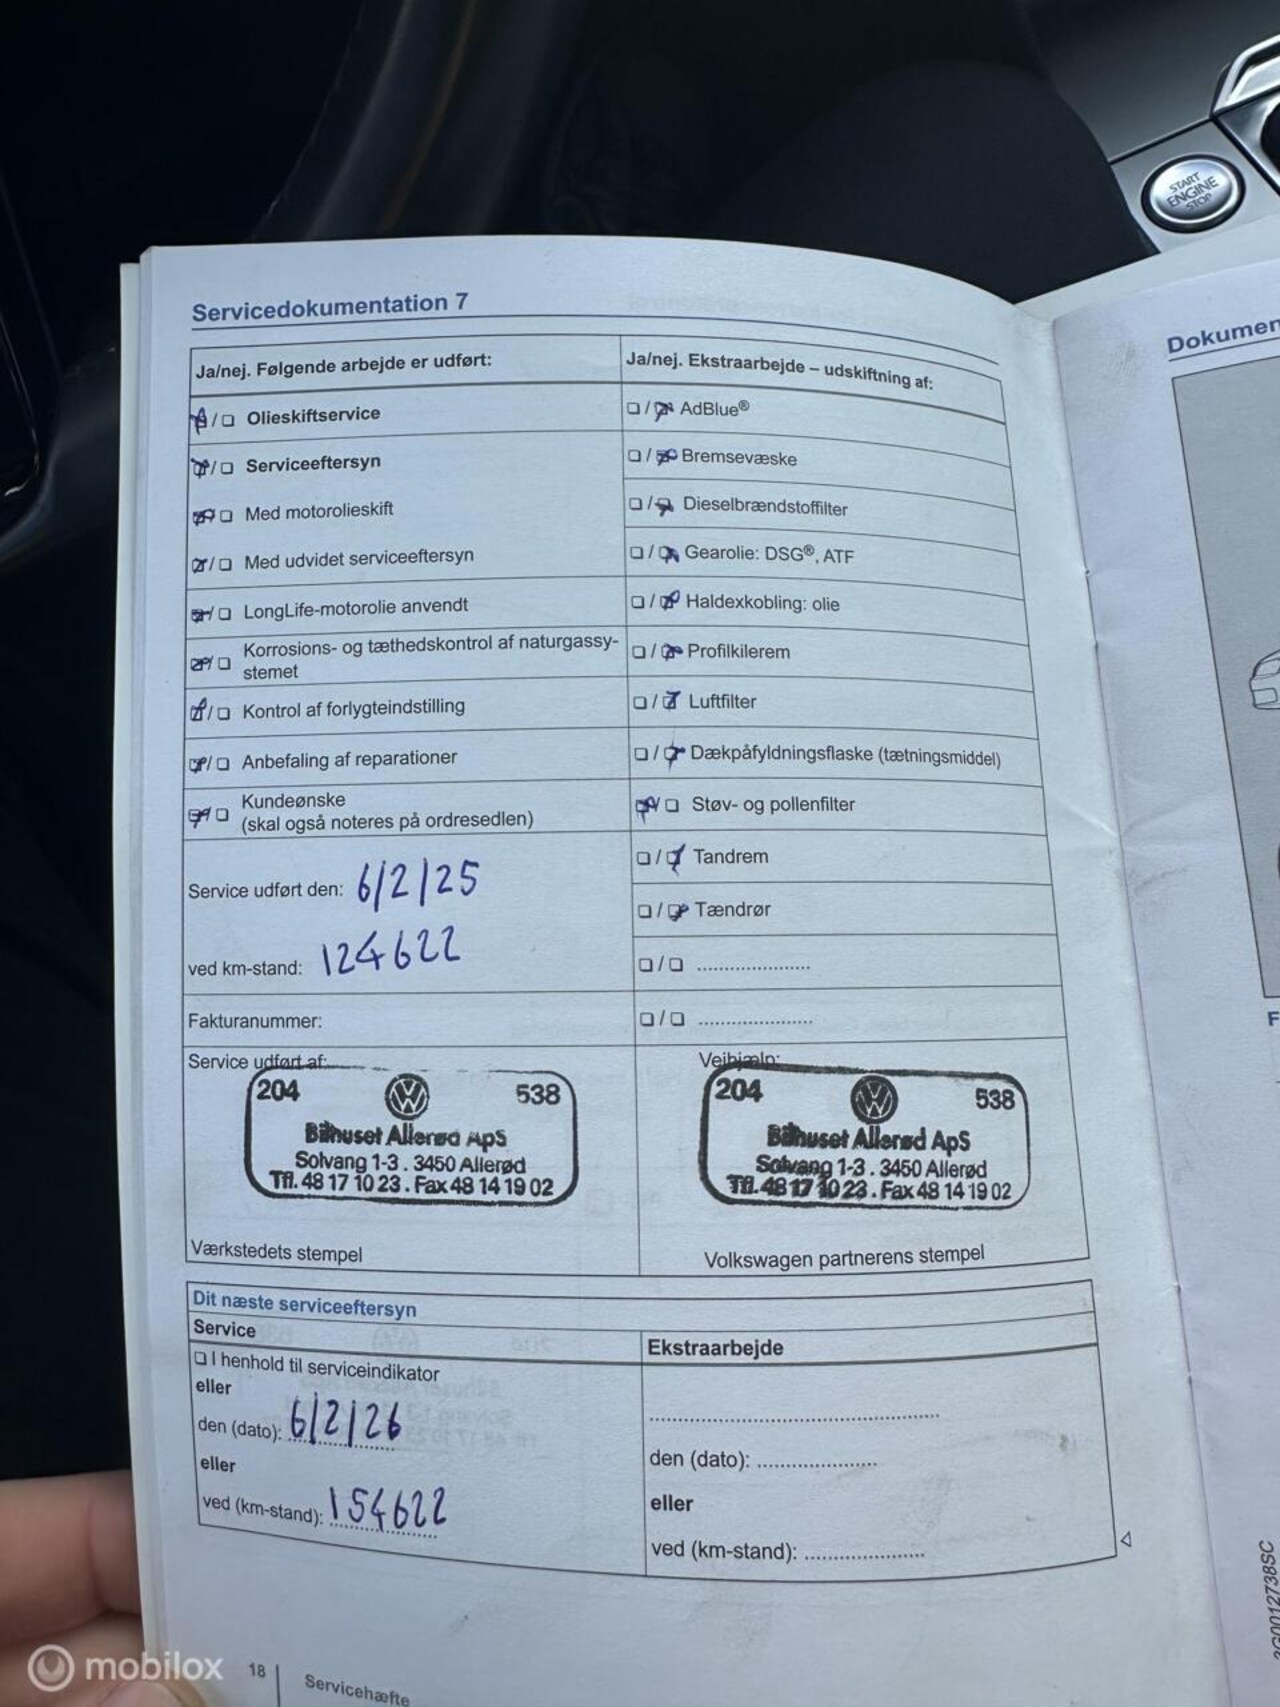 START
ENGINE
STOP
Servicedokumentation 7
Ja/nej. Følgende arbejde er udført:
Ja/nej. Ekstraarbejde – udskiftning af:
☐/☐ Olieskiftservice
☐/☐ AdBlue®
☐/☐ Serviceeftersyn
☐/☐ Bremsevæske
☐/☐ Med motorolieskift
☐/☐ Dieselbrændstoffilter
☐/☐ Med udvidet serviceeftersyn
☐/☐ Gearolie: DSG®, ATF
☐/☐ LongLife-motorolie anvendt
☐/☐ Haldexkobling: olie
☐/☐ Korrosions- og tæthedskontrol af naturgassy-
stemet
☐/☐ Profilkilerem
☐/☐ Kontrol af forlygteindstilling
☐/☐ Luftfilter
☐/☐ Anbefaling af reparationer
☐/☐ Dækpåfyldningsflaske (tætningsmiddel)
☐/☐ Kundeønske
(skal også noteres på ordresedlen)
☐/☐ Støv- og pollenfilter
☐/☐ Tandrem
Service udført den: 6/2/25
☐/☐ Tændrør
ved km-stand: 124622
☐/☐ ......................
Fakturanummer:
☐/☐ ......................
Service udført af:
204 538
Bilhuset Allerød ApS
Solvang 1-3 . 3450 Allerød
Tlf. 48 17 10 23 . Fax 48 14 19 02
Værkstedets stempel
Vejhjælp:
204 538
Bilhuset Allerød ApS
Solvang 1-3 . 3450 Allerød
Tlf. 48 17 10 23 . Fax 48 14 19 02
Volkswagen partnerens stempel
Dit næste serviceeftersyn
Service
☐ I henhold til serviceindikator
eller
den (dato): 6/2/26
eller
ved (km-stand): 154622
Ekstraarbejde
den (dato): ......................
eller
ved (km-stand): ......................
18
Servicehæfte
Dokumen
F
3G0012738SC
mobilox